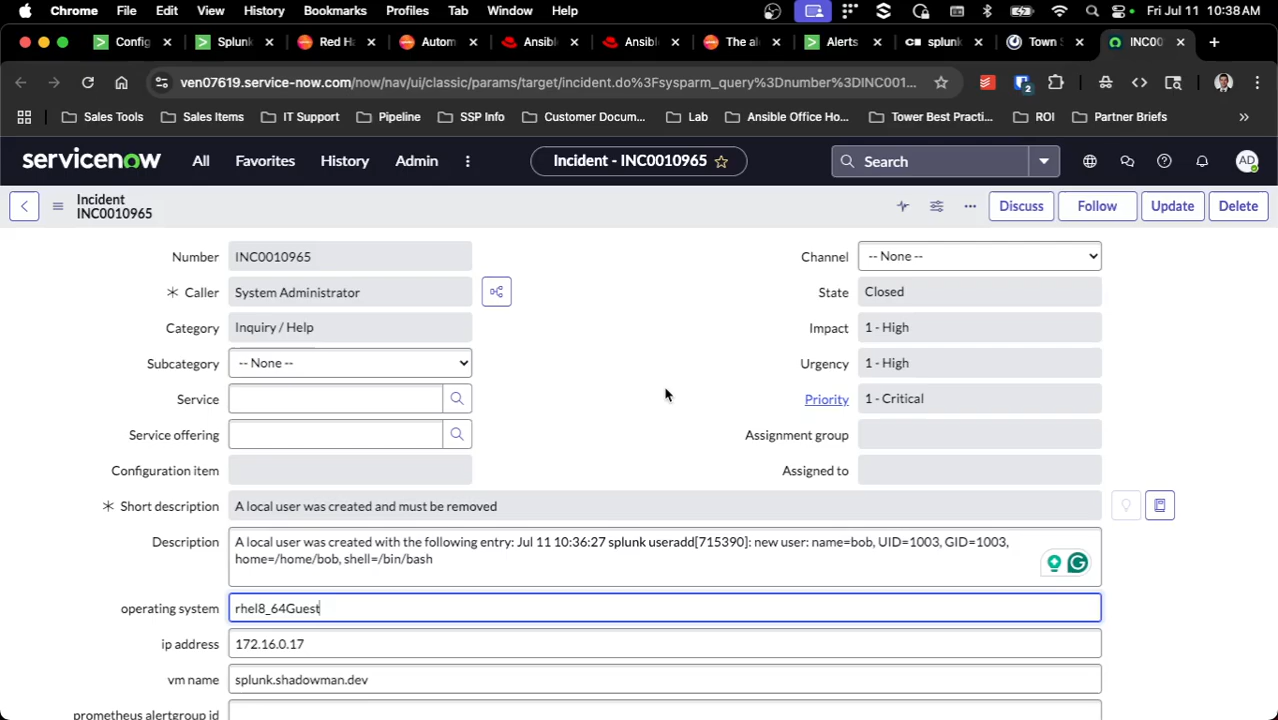 Chrome File Edit View History Bookmarks Profiles Tab Window Help Fri Jul 11 10:38 AM
Config Splunk Red H Autom Ansibl Ansibl The al Alerts splunk Town S INC00
ven07619.service-now.com/now/nav/ui/classic/params/target/incident.do%3Fsysparm_query%3Dnumber%3DINC001... 2
Sales Tools Sales Items IT Support Pipeline SSP Info Customer Docum... Lab Ansible Office Ho... Tower Best Practi... ROI Partner Briefs »
servicenow All Favorites History Admin Incident - INC0010965 Search AD
Incident
INC0010965
Discuss Follow Update Delete
Number INC0010965 Channel -- None --
Caller System Administrator State Closed
Category Inquiry / Help Impact 1 - High
Subcategory -- None -- Urgency 1 - High
Service Priority 1 - Critical
Service offering Assignment group
Configuration item Assigned to
Short description A local user was created and must be removed
Description A local user was created with the following entry: Jul 11 10:36:27 splunk useradd[715390]: new user: name=bob, UID=1003, GID=1003,
home=/home/bob, shell=/bin/bash
operating system rhel8_64Guest
ip address 172.16.0.17
vm name splunk.shadowman.dev
prometheus alertgroup id